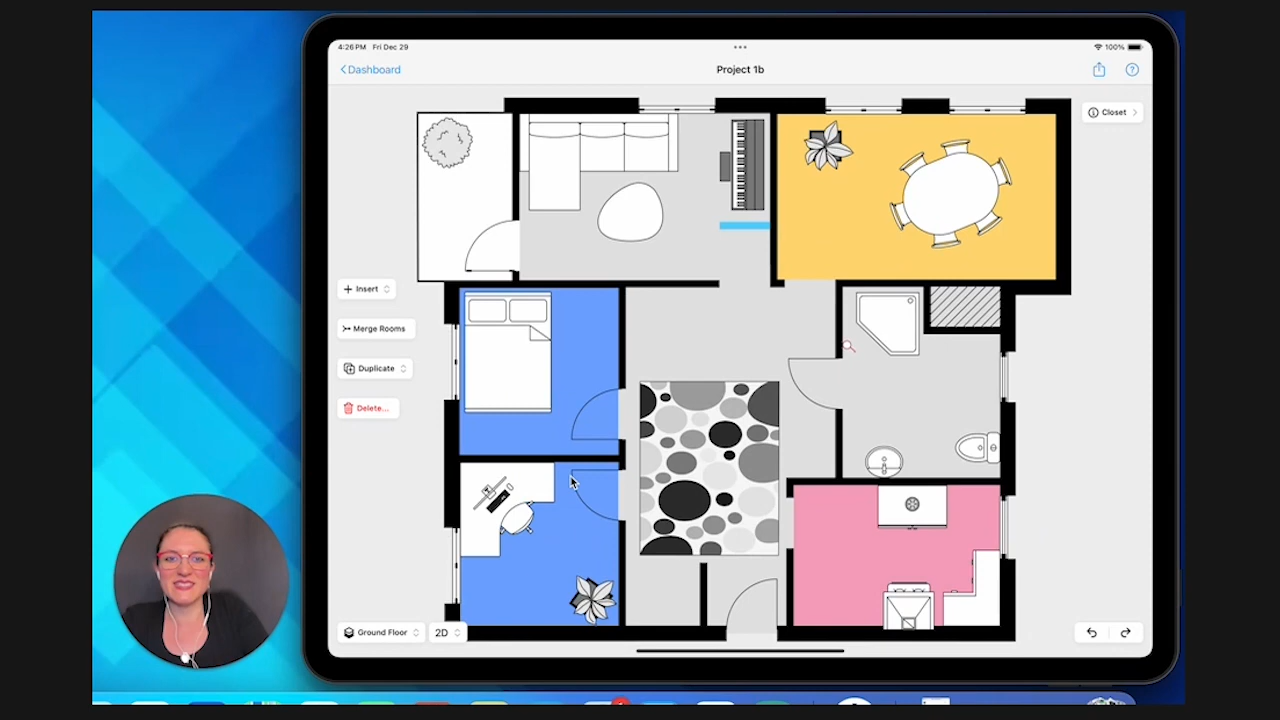 4:26 PM Fri Dec 29
100%
Dashboard
Project 1b
Closet
Insert
Merge Rooms
Duplicate
Delete...
Ground Floor
2D